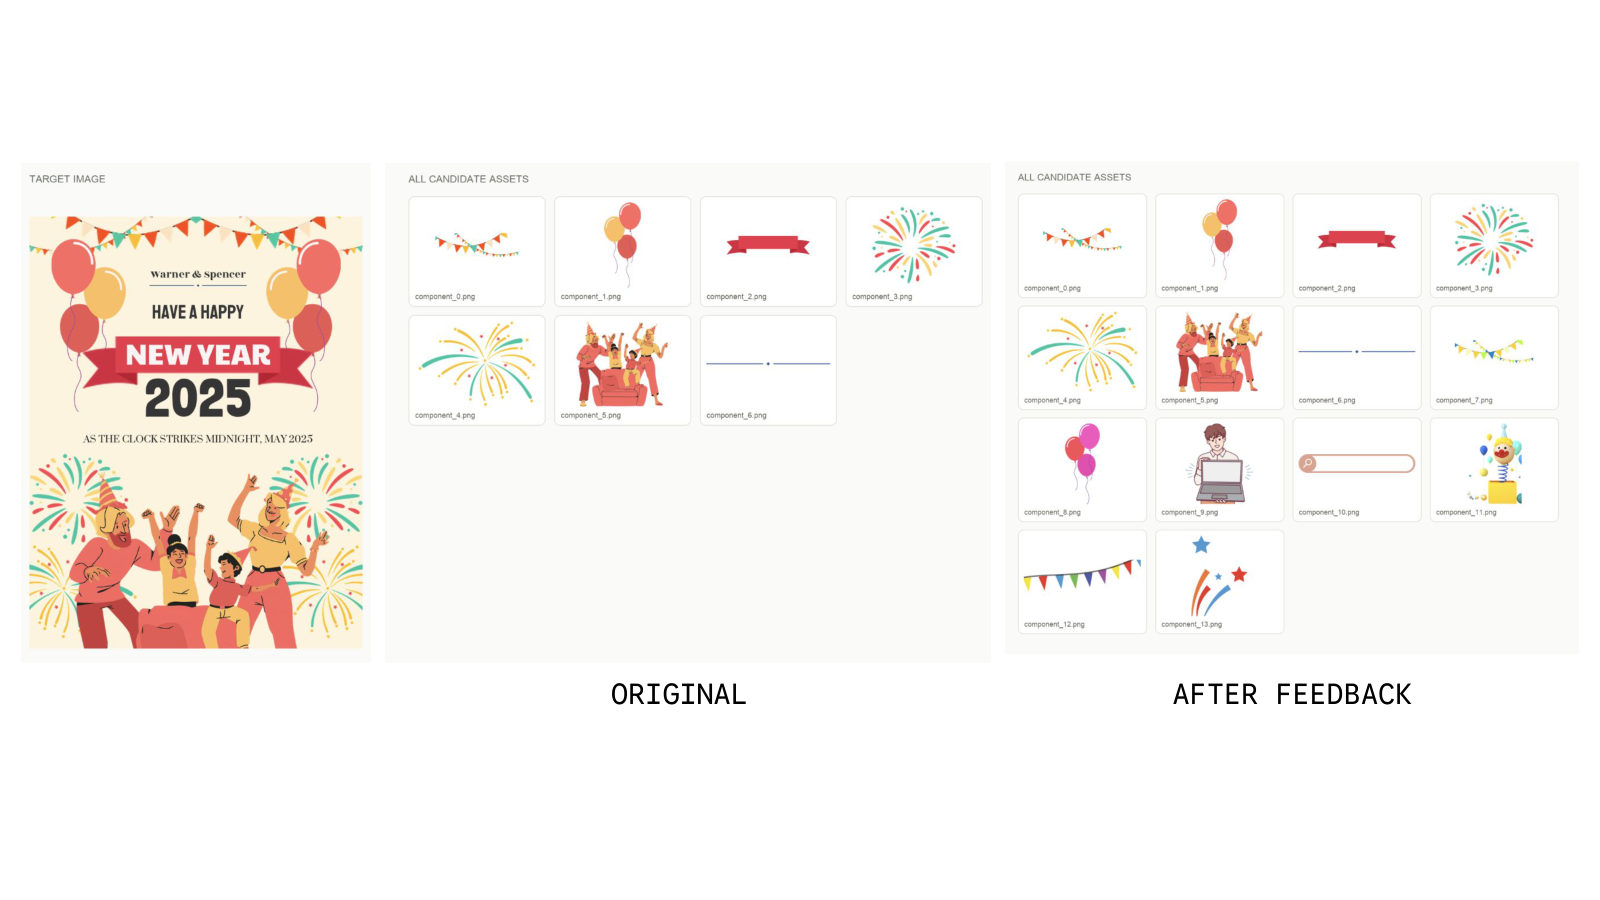 TARGET IMAGE
Warner & Spencer
HAVE A HAPPY
NEW YEAR
2025
AS THE CLOCK STRIKES MIDNIGHT, MAY 2025
ALL CANDIDATE ASSETS
component_0.png
component_1.png
component_2.png
component_3.png
component_4.png
component_5.png
component_6.png
ORIGINAL
ALL CANDIDATE ASSETS
component_0.png
component_1.png
component_2.png
component_3.png
component_4.png
component_5.png
component_6.png
component_7.png
component_8.png
component_9.png
component_10.png
component_11.png
component_12.png
component_13.png
AFTER FEEDBACK